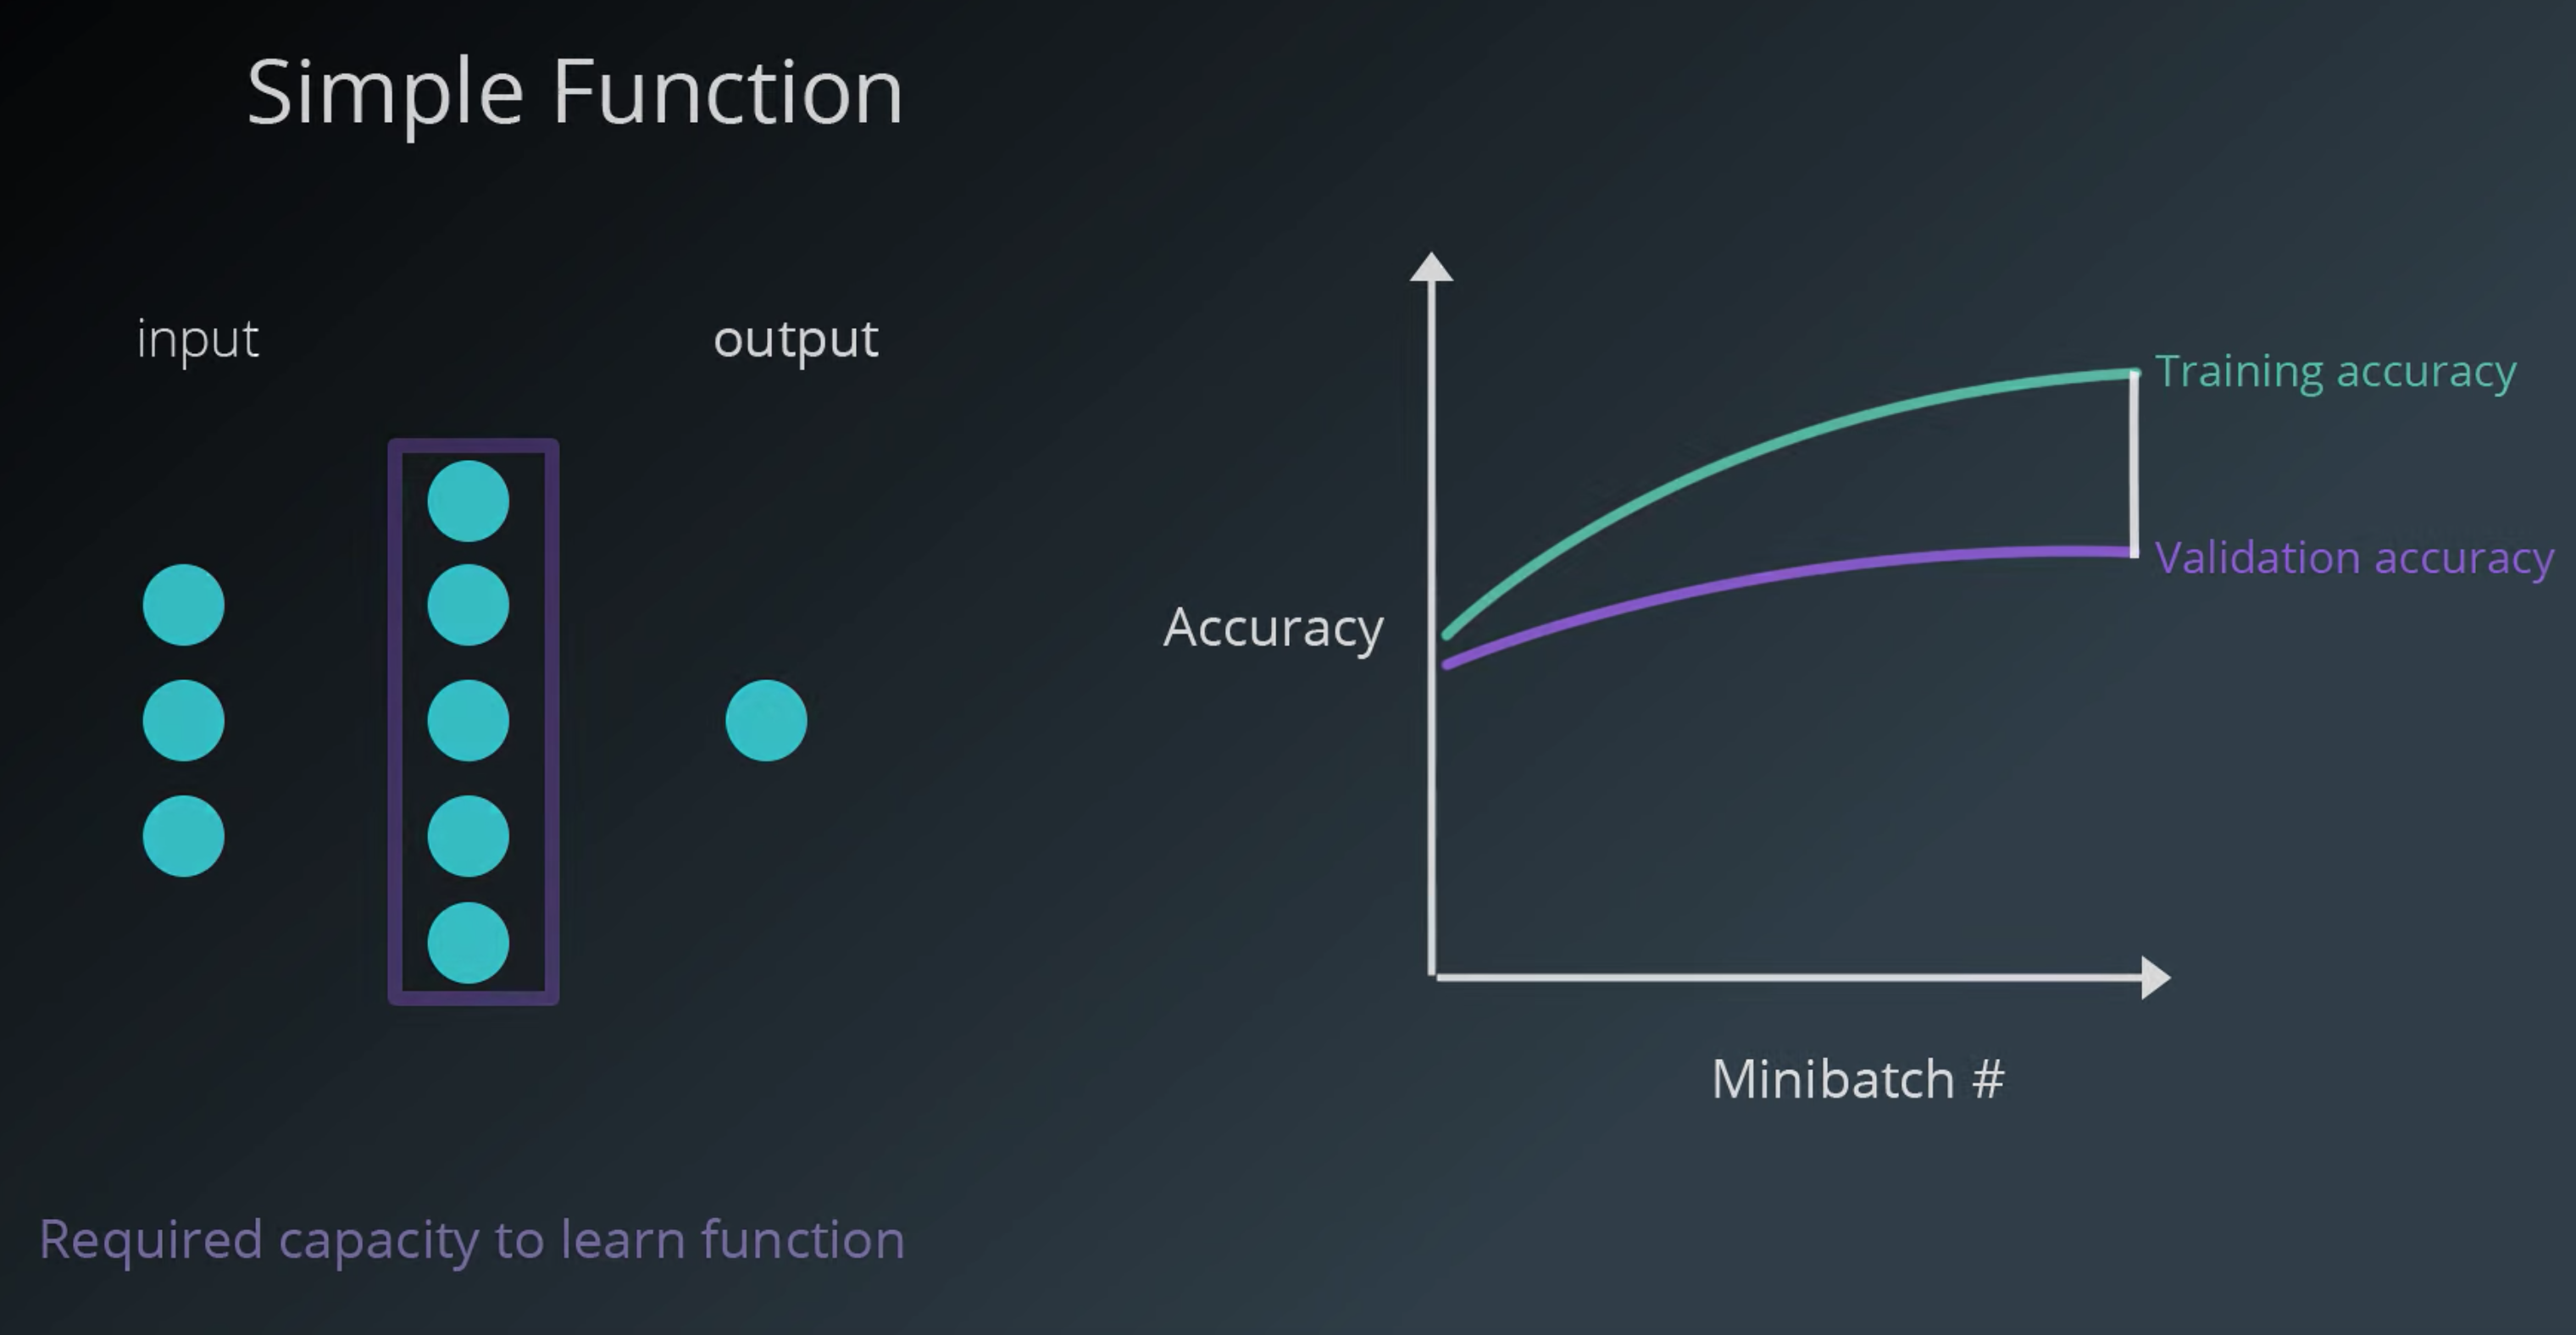 Simple Function
input
output
Training accuracy
Validation accuracy
Accuracy
Minibatch #
Required capacity to learn function